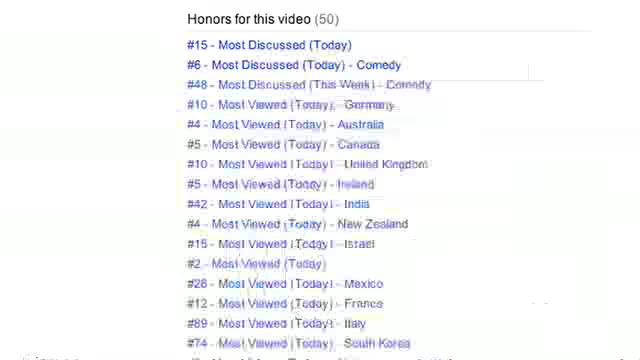 Honors for this video (50)
#15 - Most Discussed (Today)
#6 - Most Discussed (Today) - Comedy
#48 - Most Discussed (This Week) - Comedy
#10 - Most Viewed (Today) - Germany
#4 - Most Viewed (Today) - Australia
#5 - Most Viewed (Today) - Canada
#10 - Most Viewed (Today) - United Kingdom
#5 - Most Viewed (Today) - Ireland
#42 - Most Viewed (Today) - India
#4 - Most Viewed (Today) - New Zealand
#15 - Most Viewed (Today) - Israel
#2 - Most Viewed (Today)
#26 - Most Viewed (Today) - Mexico
#12 - Most Viewed (Today) - France
#89 - Most Viewed (Today) - Italy
#74 - Most Viewed (Today) - South Korea